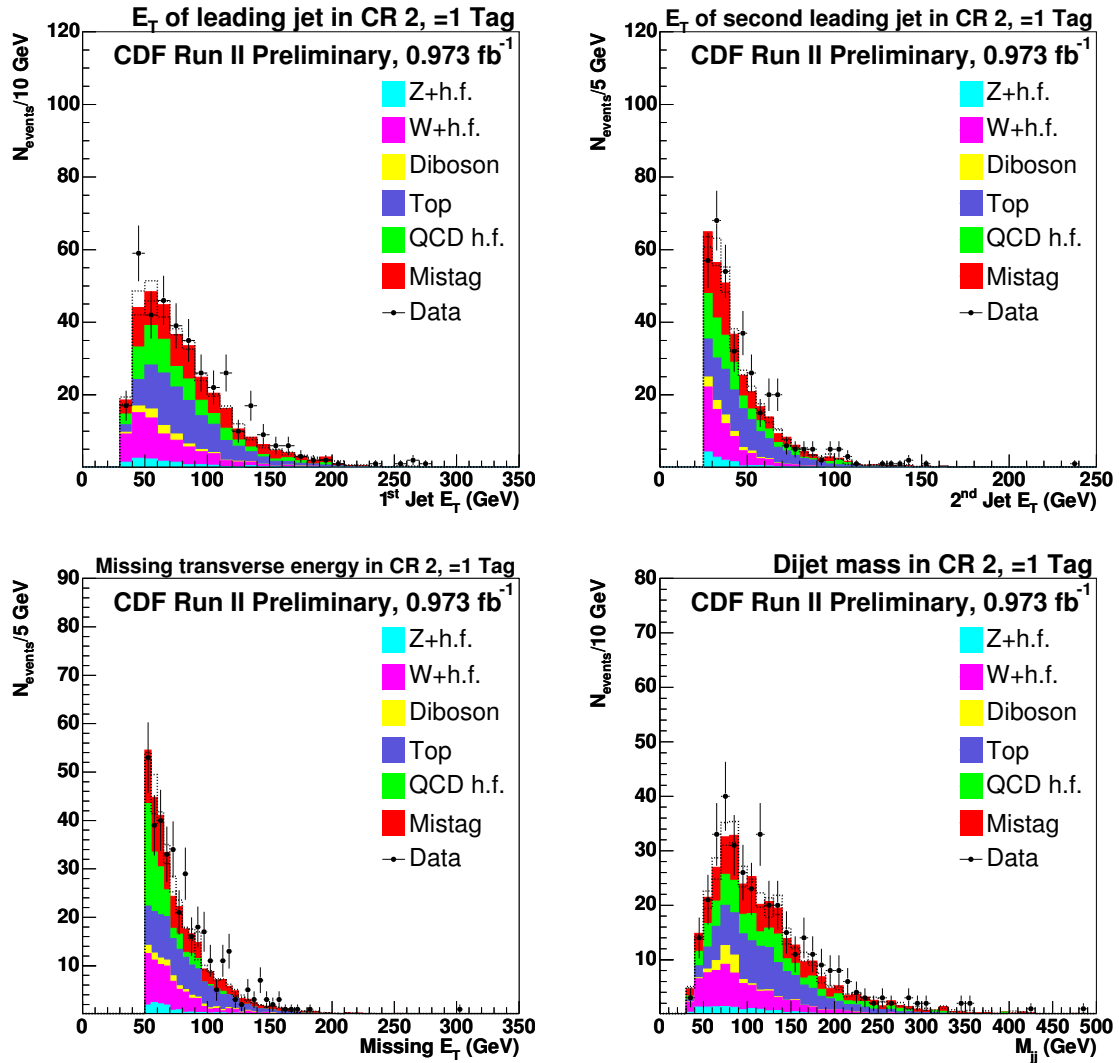 E_T of leading jet in CR 2, =1 Tag
CDF Run II Preliminary, 0.973 fb^-1
N_events/10 GeV
120
100
80
60
40
20
Z+h.f.
W+h.f.
Diboson
Top
QCD h.f.
Mistag
Data
0 50 100 150 200 250 300 350
1^st Jet E_T (GeV)
E_T of second leading jet in CR 2, =1 Tag
CDF Run II Preliminary, 0.973 fb^-1
N_events/5 GeV
120
100
80
60
40
20
Z+h.f.
W+h.f.
Diboson
Top
QCD h.f.
Mistag
Data
0 50 100 150 200 250
2^nd Jet E_T (GeV)
Missing transverse energy in CR 2, =1 Tag
CDF Run II Preliminary, 0.973 fb^-1
N_events/5 GeV
90
80
70
60
50
40
30
20
10
Z+h.f.
W+h.f.
Diboson
Top
QCD h.f.
Mistag
Data
0 50 100 150 200 250 300 350
Missing E_T (GeV)
Dijet mass in CR 2, =1 Tag
CDF Run II Preliminary, 0.973 fb^-1
N_events/10 GeV
80
70
60
50
40
30
20
10
Z+h.f.
W+h.f.
Diboson
Top
QCD h.f.
Mistag
Data
0 50 100 150 200 250 300 350 400 450 500
M_jj (GeV)